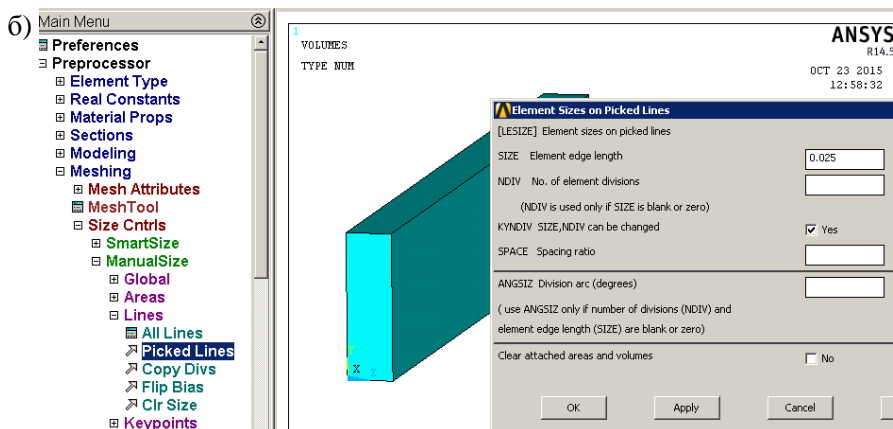 б)
Main Menu
Preferences
Preprocessor
Element Type
Real Constants
Material Props
Sections
Modeling
Meshing
Mesh Attributes
MeshTool
Size Cntrls
SmartSize
ManualSize
Global
Areas
Lines
All Lines
Picked Lines
Copy Divs
Flip Bias
Clr Size
Keypoints
1
VOLUMES
TYPE NUM
ANSYS
R14.5
OCT 23 2015
12:58:32
Y
X Z
Element Sizes on Picked Lines
[LESIZE] Element sizes on picked lines
SIZE Element edge length 0.025
NDIV No. of element divisions
(NDIV is used only if SIZE is blank or zero)
KYNDIV SIZE,NDIV can be changed Yes
SPACE Spacing ratio
ANGSIZ Division arc (degrees)
( use ANGSIZ only if number of divisions (NDIV) and
element edge length (SIZE) are blank or zero)
Clear attached areas and volumes No
OK Apply Cancel